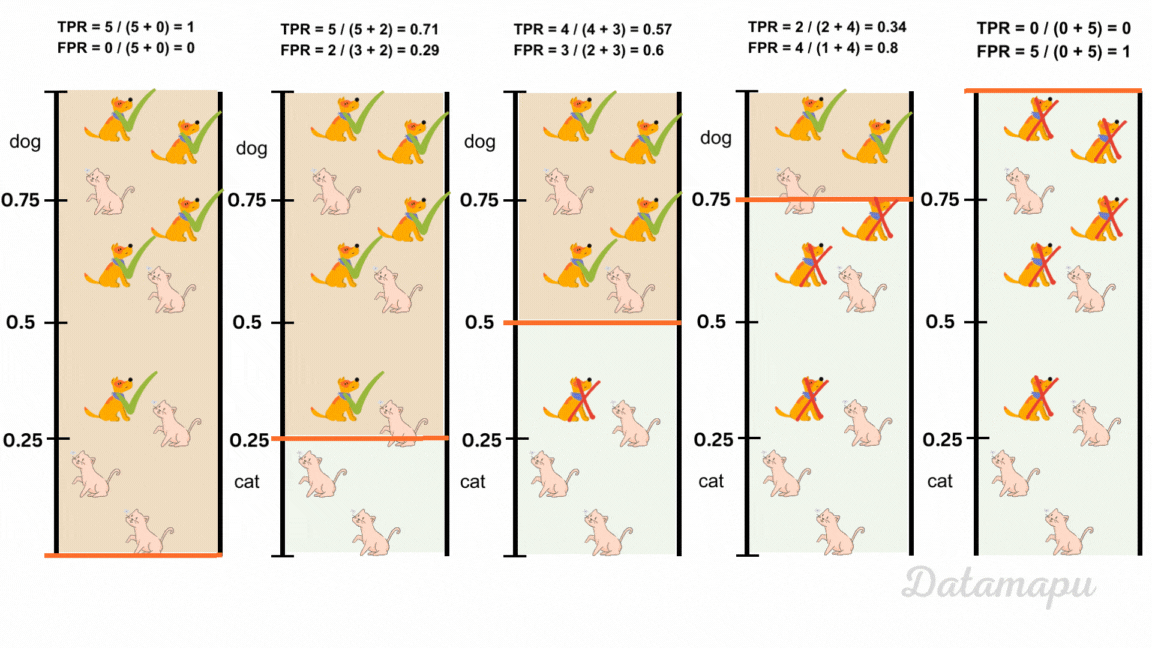 TPR = 5 / (5 + 0) = 1
FPR = 0 / (5 + 0) = 0
TPR = 5 / (5 + 2) = 0.71
FPR = 2 / (3 + 2) = 0.29
TPR = 4 / (4 + 3) = 0.57
FPR = 3 / (2 + 3) = 0.6
TPR = 2 / (2 + 4) = 0.34
FPR = 4 / (1 + 4) = 0.8
TPR = 0 / (0 + 5) = 0
FPR = 5 / (0 + 5) = 1
dog
0.75
0.5
0.25
dog
0.75
0.5
0.25
cat
dog
0.75
0.5
0.25
cat
dog
0.75
0.5
0.25
cat
dog
0.75
0.5
0.25
cat
Datamapu